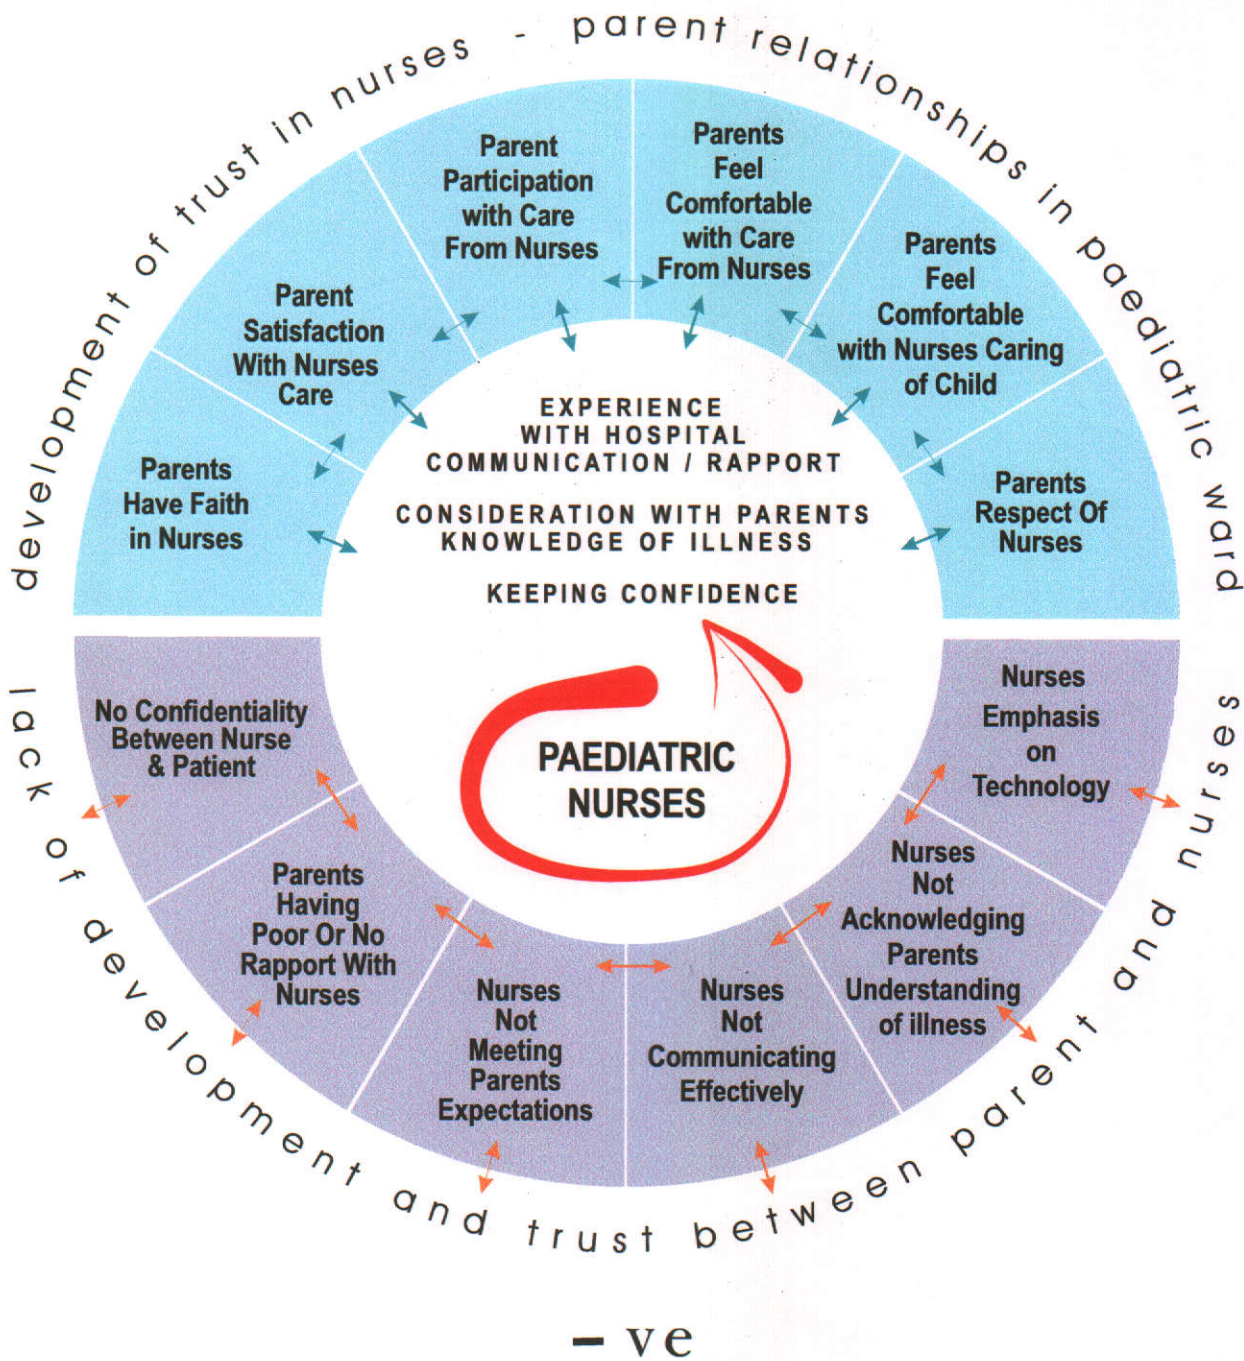 development of trust in nurses - parent relationships in paediatric ward
Parents
Have Faith
in Nurses
Parent
Satisfaction
With Nurses
Care
Parent
Participation
with Care
From Nurses
Parents
Feel
Comfortable
with Care
From Nurses
Parents
Feel
Comfortable
with Nurses Caring
of Child
Parents
Respect Of
Nurses
EXPERIENCE
WITH HOSPITAL
COMMUNICATION / RAPPORT
CONSIDERATION WITH PARENTS
KNOWLEDGE OF ILLNESS
KEEPING CONFIDENCE
PAEDIATRIC
NURSES
No Confidentiality
Between Nurse
& Patient
Parents
Having
Poor Or No
Rapport With
Nurses
Nurses
Not
Meeting
Parents
Expectations
Nurses
Not
Communicating
Effectively
Nurses
Not
Acknowledging
Parents
Understanding
of illness
Nurses
Emphasis
on
Technology
lack of development and trust between parent and nurses
– ve